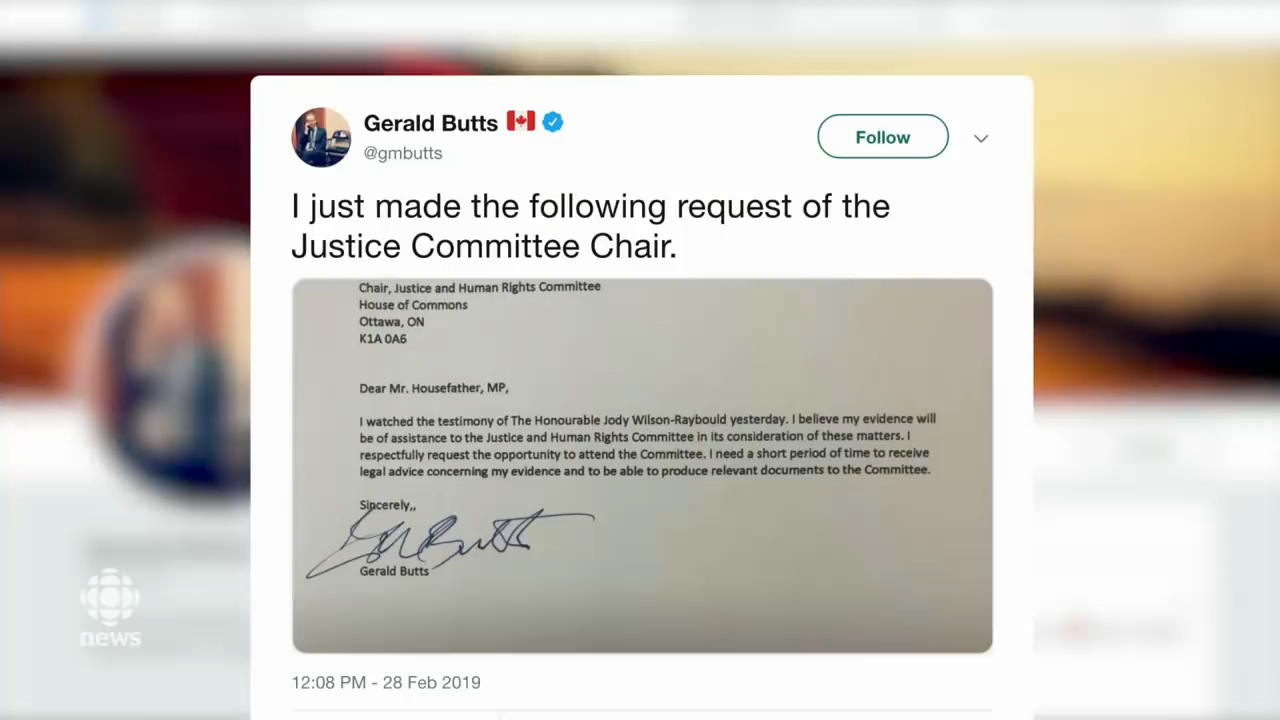 Gerald Butts
@gmbutts
Follow
I just made the following request of the
Justice Committee Chair.
Chair, Justice and Human Rights Committee
House of Commons
Ottawa, ON
K1A 0A6
Dear Mr. Housefather, MP,
I watched the testimony of The Honourable Jody Wilson-Raybould yesterday. I believe my evidence will
be of assistance to the Justice and Human Rights Committee in its consideration of these matters. I
respectfully request the opportunity to attend the Committee. I need a short period of time to receive
legal advice concerning my evidence and to be able to produce relevant documents to the Committee.
Sincerely,,
Gerald Butts
news
12:08 PM - 28 Feb 2019